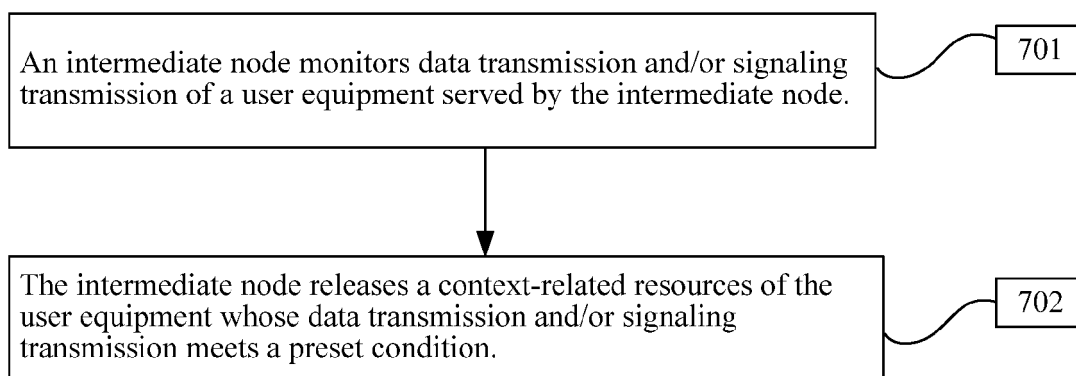 An intermediate node monitors data transmission and/or signaling
transmission of a user equipment served by the intermediate node.
701
The intermediate node releases a context-related resources of the
user equipment whose data transmission and/or signaling
transmission meets a preset condition.
702